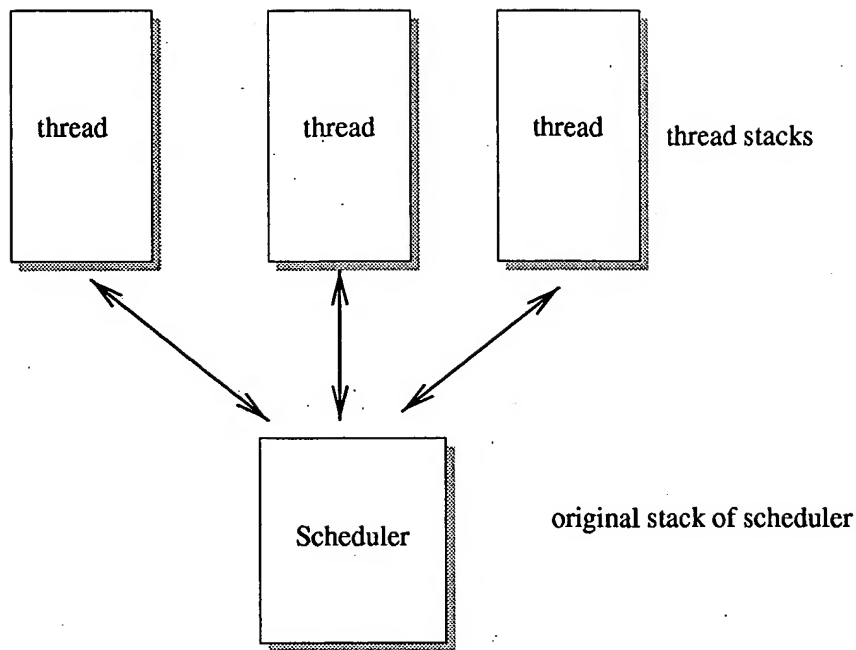 thread
thread
thread
thread stacks
Scheduler
original stack of scheduler